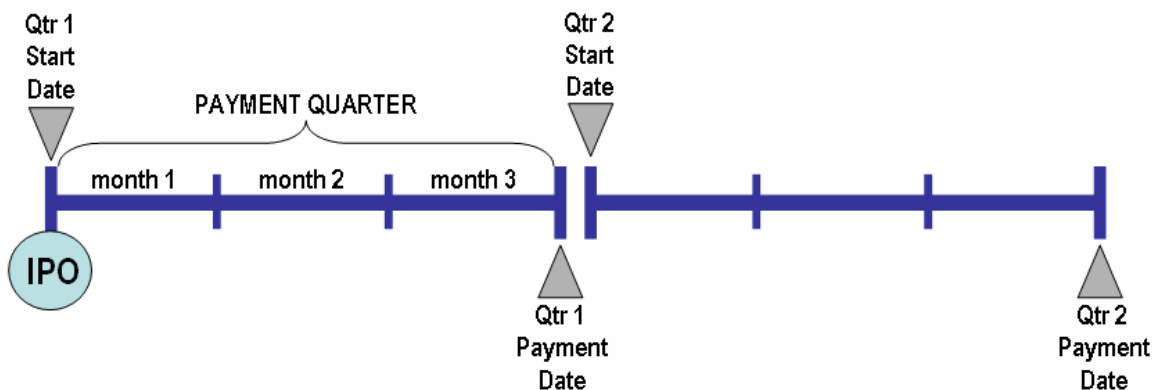 Qtr 1
Start
Date
Qtr 2
Start
Date
PAYMENT QUARTER
month 1
month 2
month 3
IPO
Qtr 1
Payment
Date
Qtr 2
Payment
Date